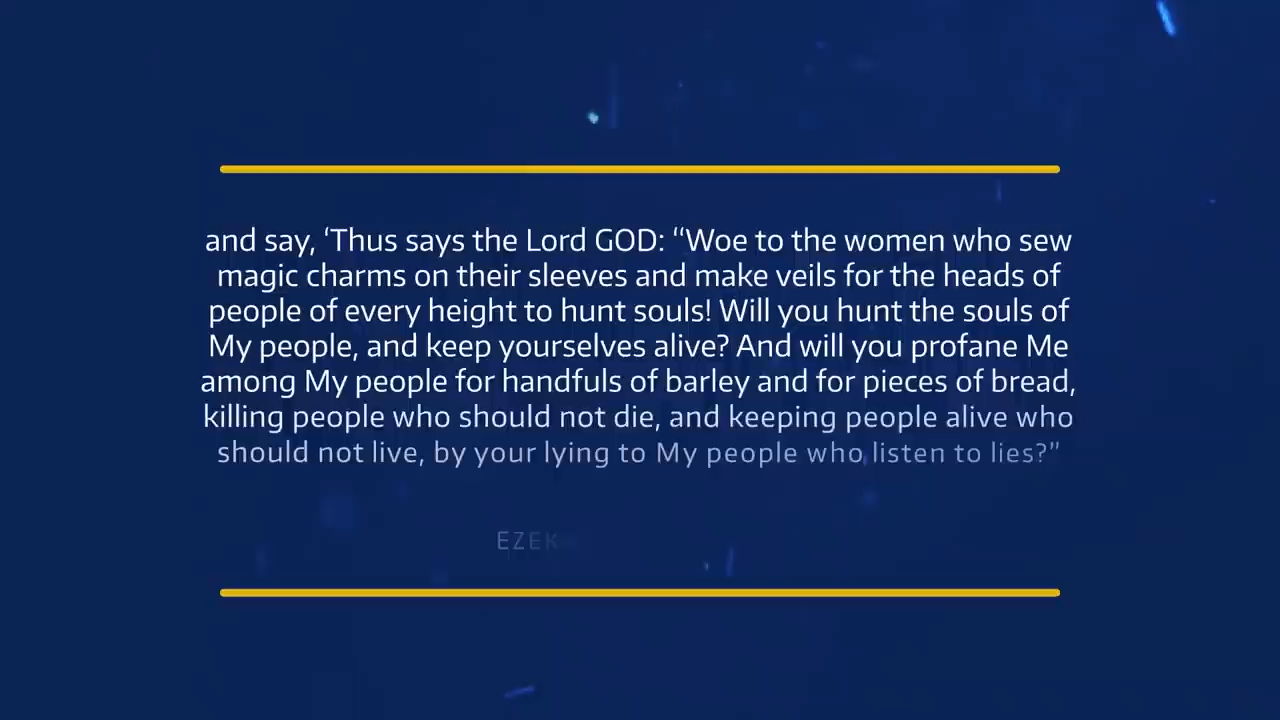 and say, ‘Thus says the Lord GOD: “Woe to the women who sew
magic charms on their sleeves and make veils for the heads of
people of every height to hunt souls! Will you hunt the souls of
My people, and keep yourselves alive? And will you profane Me
among My people for handfuls of barley and for pieces of bread,
killing people who should not die, and keeping people alive who
should not live, by your lying to My people who listen to lies?”
EZEK